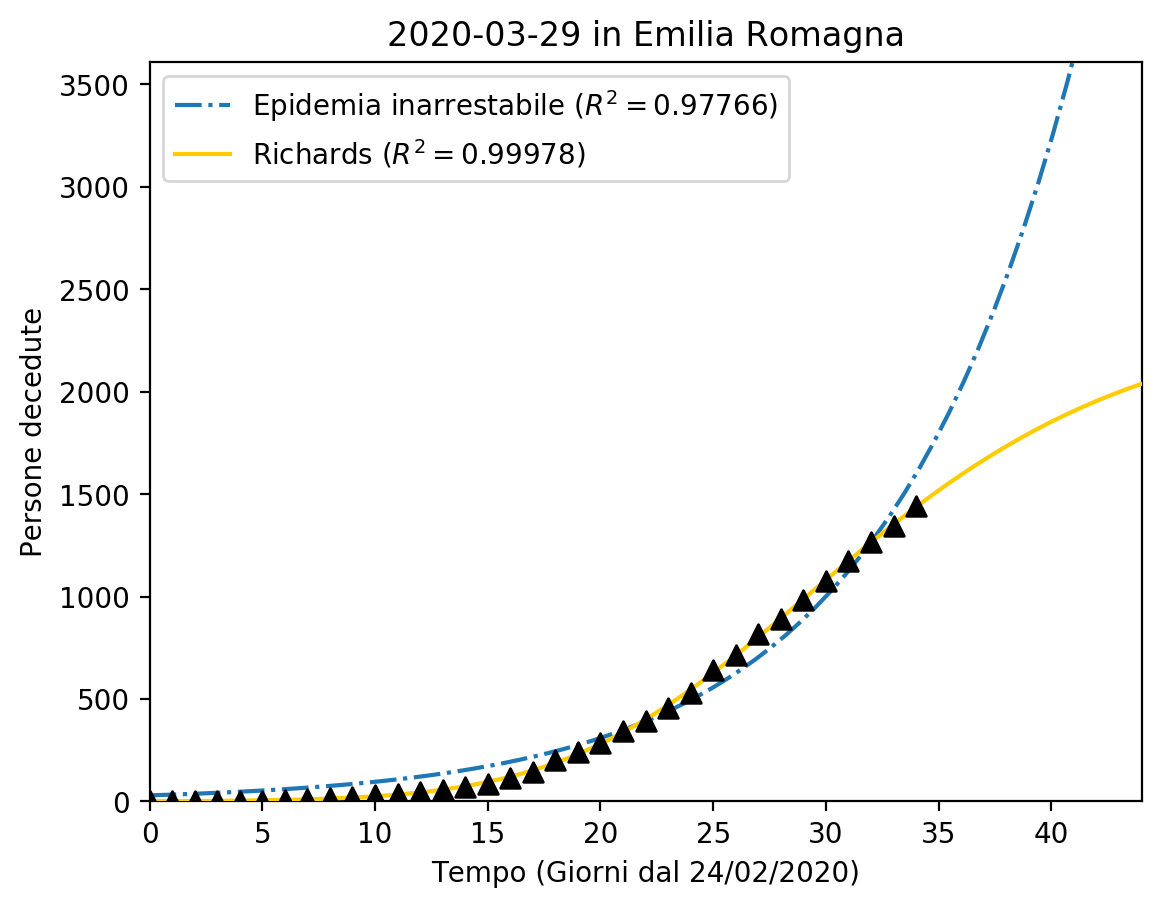 2020-03-29 in Emilia Romagna
Epidemia inarrestabile (R² = 0.97766)
Richards (R² = 0.99978)
Persone decedute
3500
3000
2500
2000
1500
1000
500
0
0 5 10 15 20 25 30 35 40
Tempo (Giorni dal 24/02/2020)